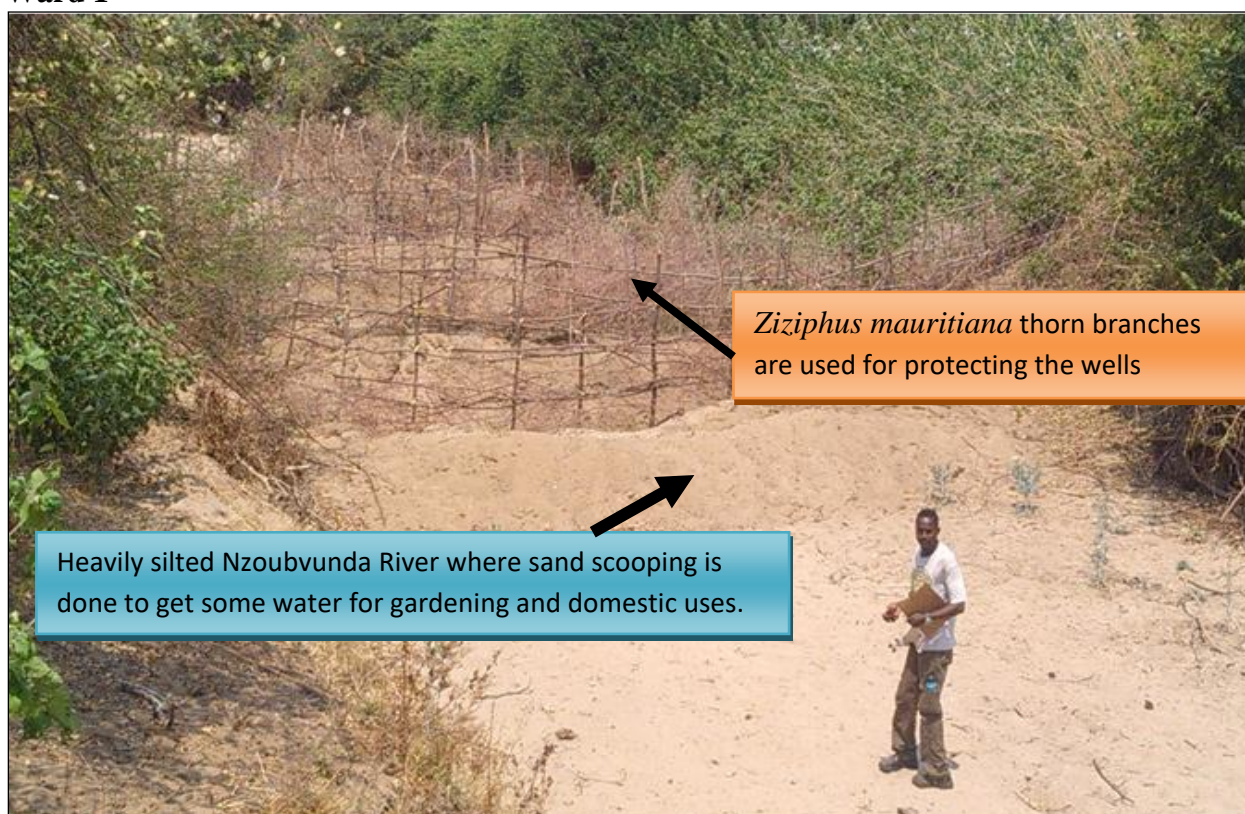 Ward 1
Ziziphus mauritiana thorn branches
are used for protecting the wells
Heavily silted Nzoubvunda River where sand scooping is
done to get some water for gardening and domestic uses.